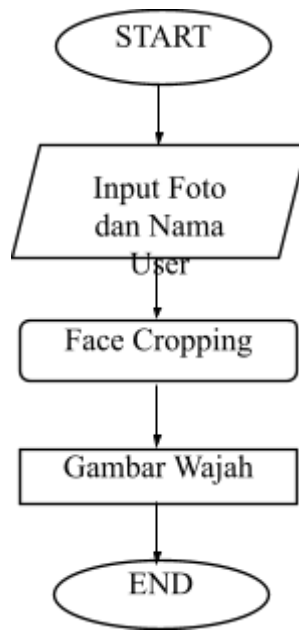 START
Input Foto
dan Nama
User
Face Cropping
Gambar Wajah
END